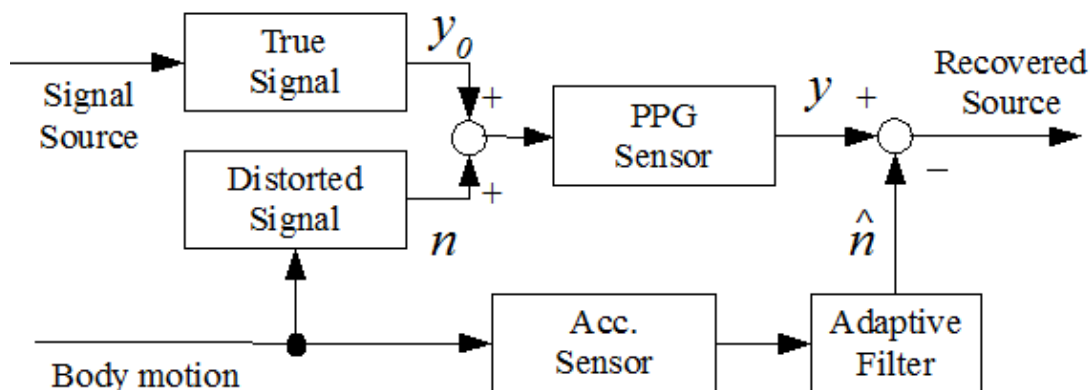 True
Signal
y₀
Signal
Source
+
PPG
Sensor
y
+
Recovered
Source
−
Distorted
Signal
+
n
n̂
Body motion
Acc.
Sensor
Adaptive
Filter